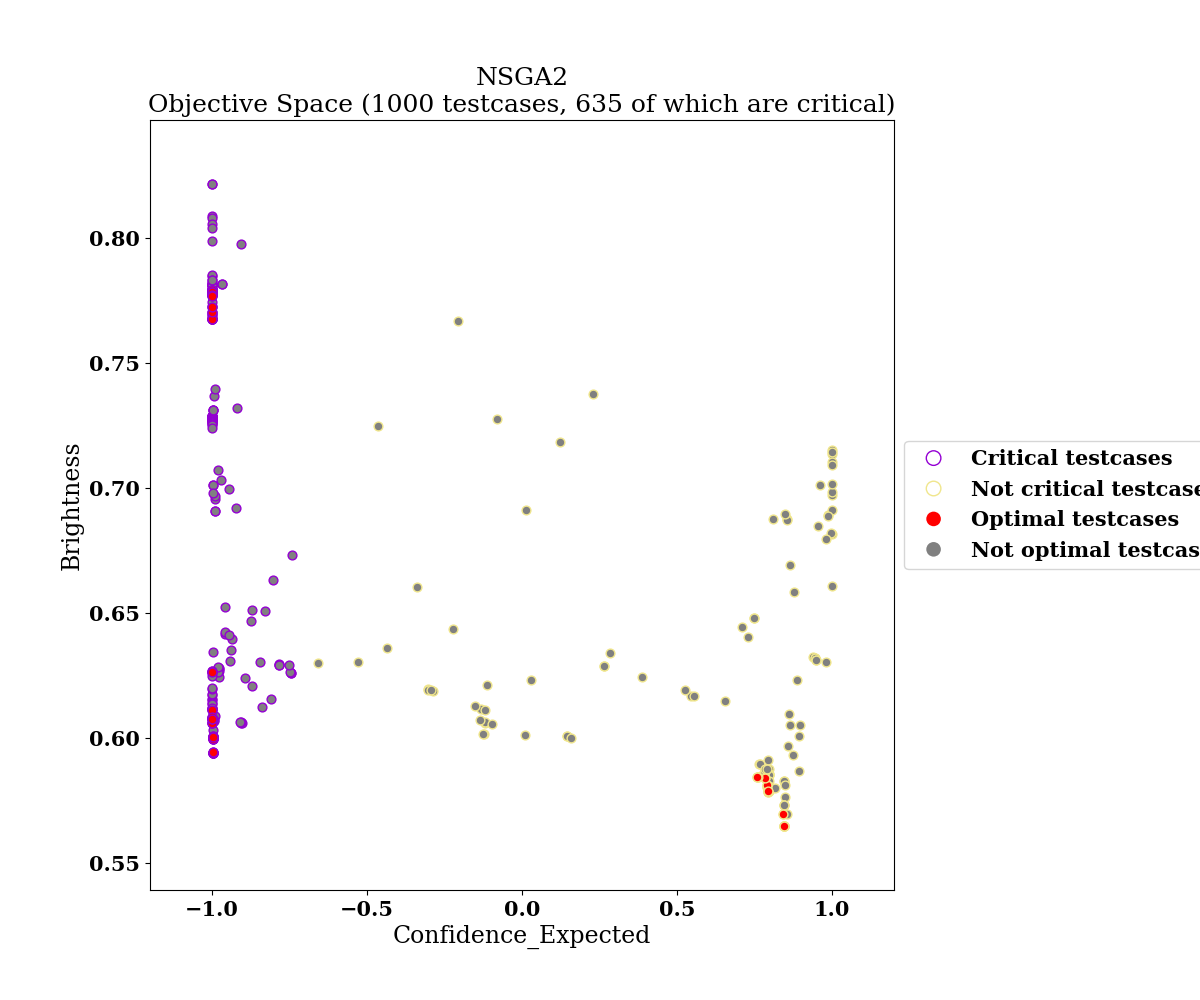 NSGA2
Objective Space (1000 testcases, 635 of which are critical)
0.80
0.75
0.70
0.65
0.60
0.55
Brightness
−1.0
−0.5
0.0
0.5
1.0
Confidence_Expected
Critical testcases
Not critical testcase
Optimal testcases
Not optimal testcas